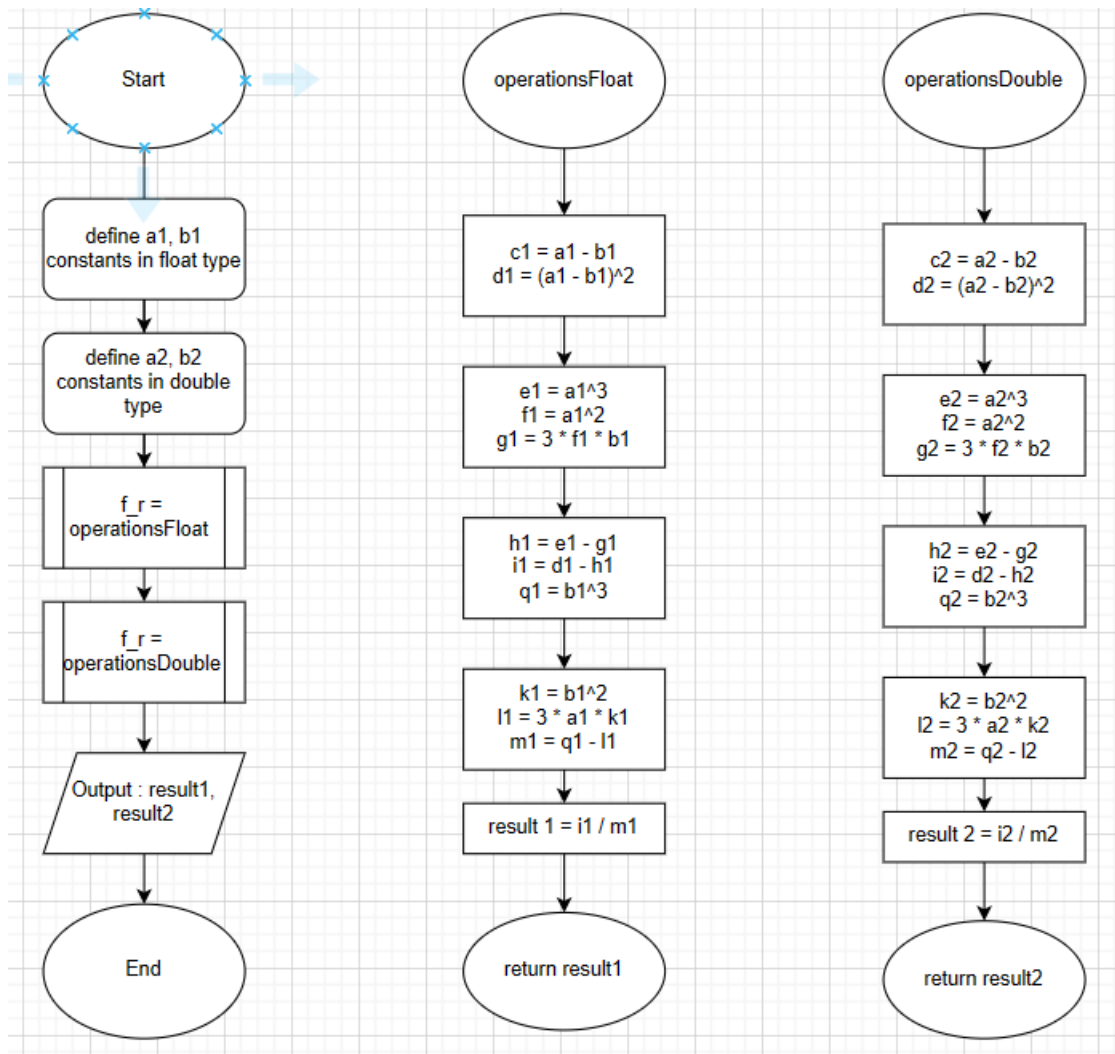 Start
define a1, b1
constants in float type
define a2, b2
constants in double
type
f_r =
operationsFloat
f_r =
operationsDouble
Output : result1,
result2
End
operationsFloat
c1 = a1 - b1
d1 = (a1 - b1)^2
e1 = a1^3
f1 = a1^2
g1 = 3 * f1 * b1
h1 = e1 - g1
i1 = d1 - h1
q1 = b1^3
k1 = b1^2
l1 = 3 * a1 * k1
m1 = q1 - l1
result 1 = i1 / m1
return result1
operationsDouble
c2 = a2 - b2
d2 = (a2 - b2)^2
e2 = a2^3
f2 = a2^2
g2 = 3 * f2 * b2
h2 = e2 - g2
i2 = d2 - h2
q2 = b2^3
k2 = b2^2
l2 = 3 * a2 * k2
m2 = q2 - l2
result 2 = i2 / m2
return result2